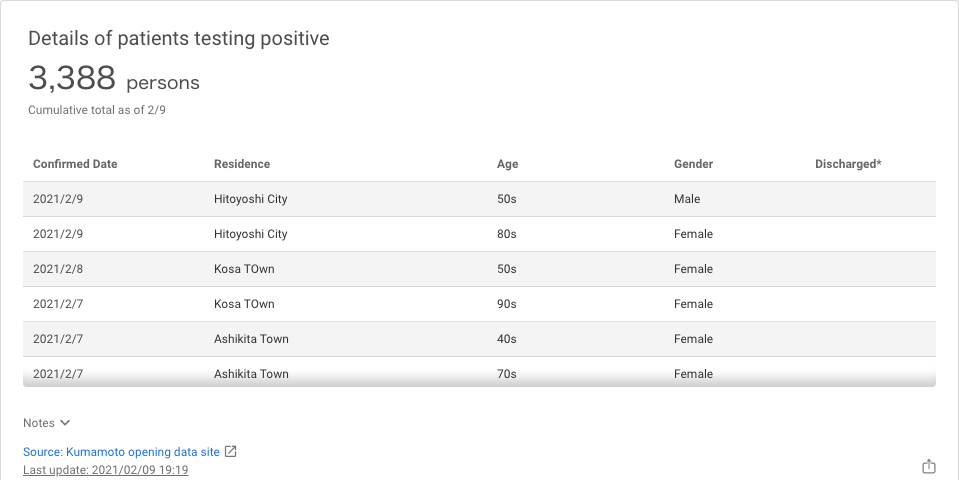 Details of patients testing positive
3,388 persons
Cumulative total as of 2/9
Confirmed Date Residence Age Gender Discharged*
2021/2/9 Hitoyoshi City 50s Male
2021/2/9 Hitoyoshi City 80s Female
2021/2/8 Kosa TOwn 50s Female
2021/2/7 Kosa TOwn 90s Female
2021/2/7 Ashikita Town 40s Female
2021/2/7 Ashikita Town 70s Female
Notes
Source: Kumamoto opening data site
Last update: 2021/02/09 19:19